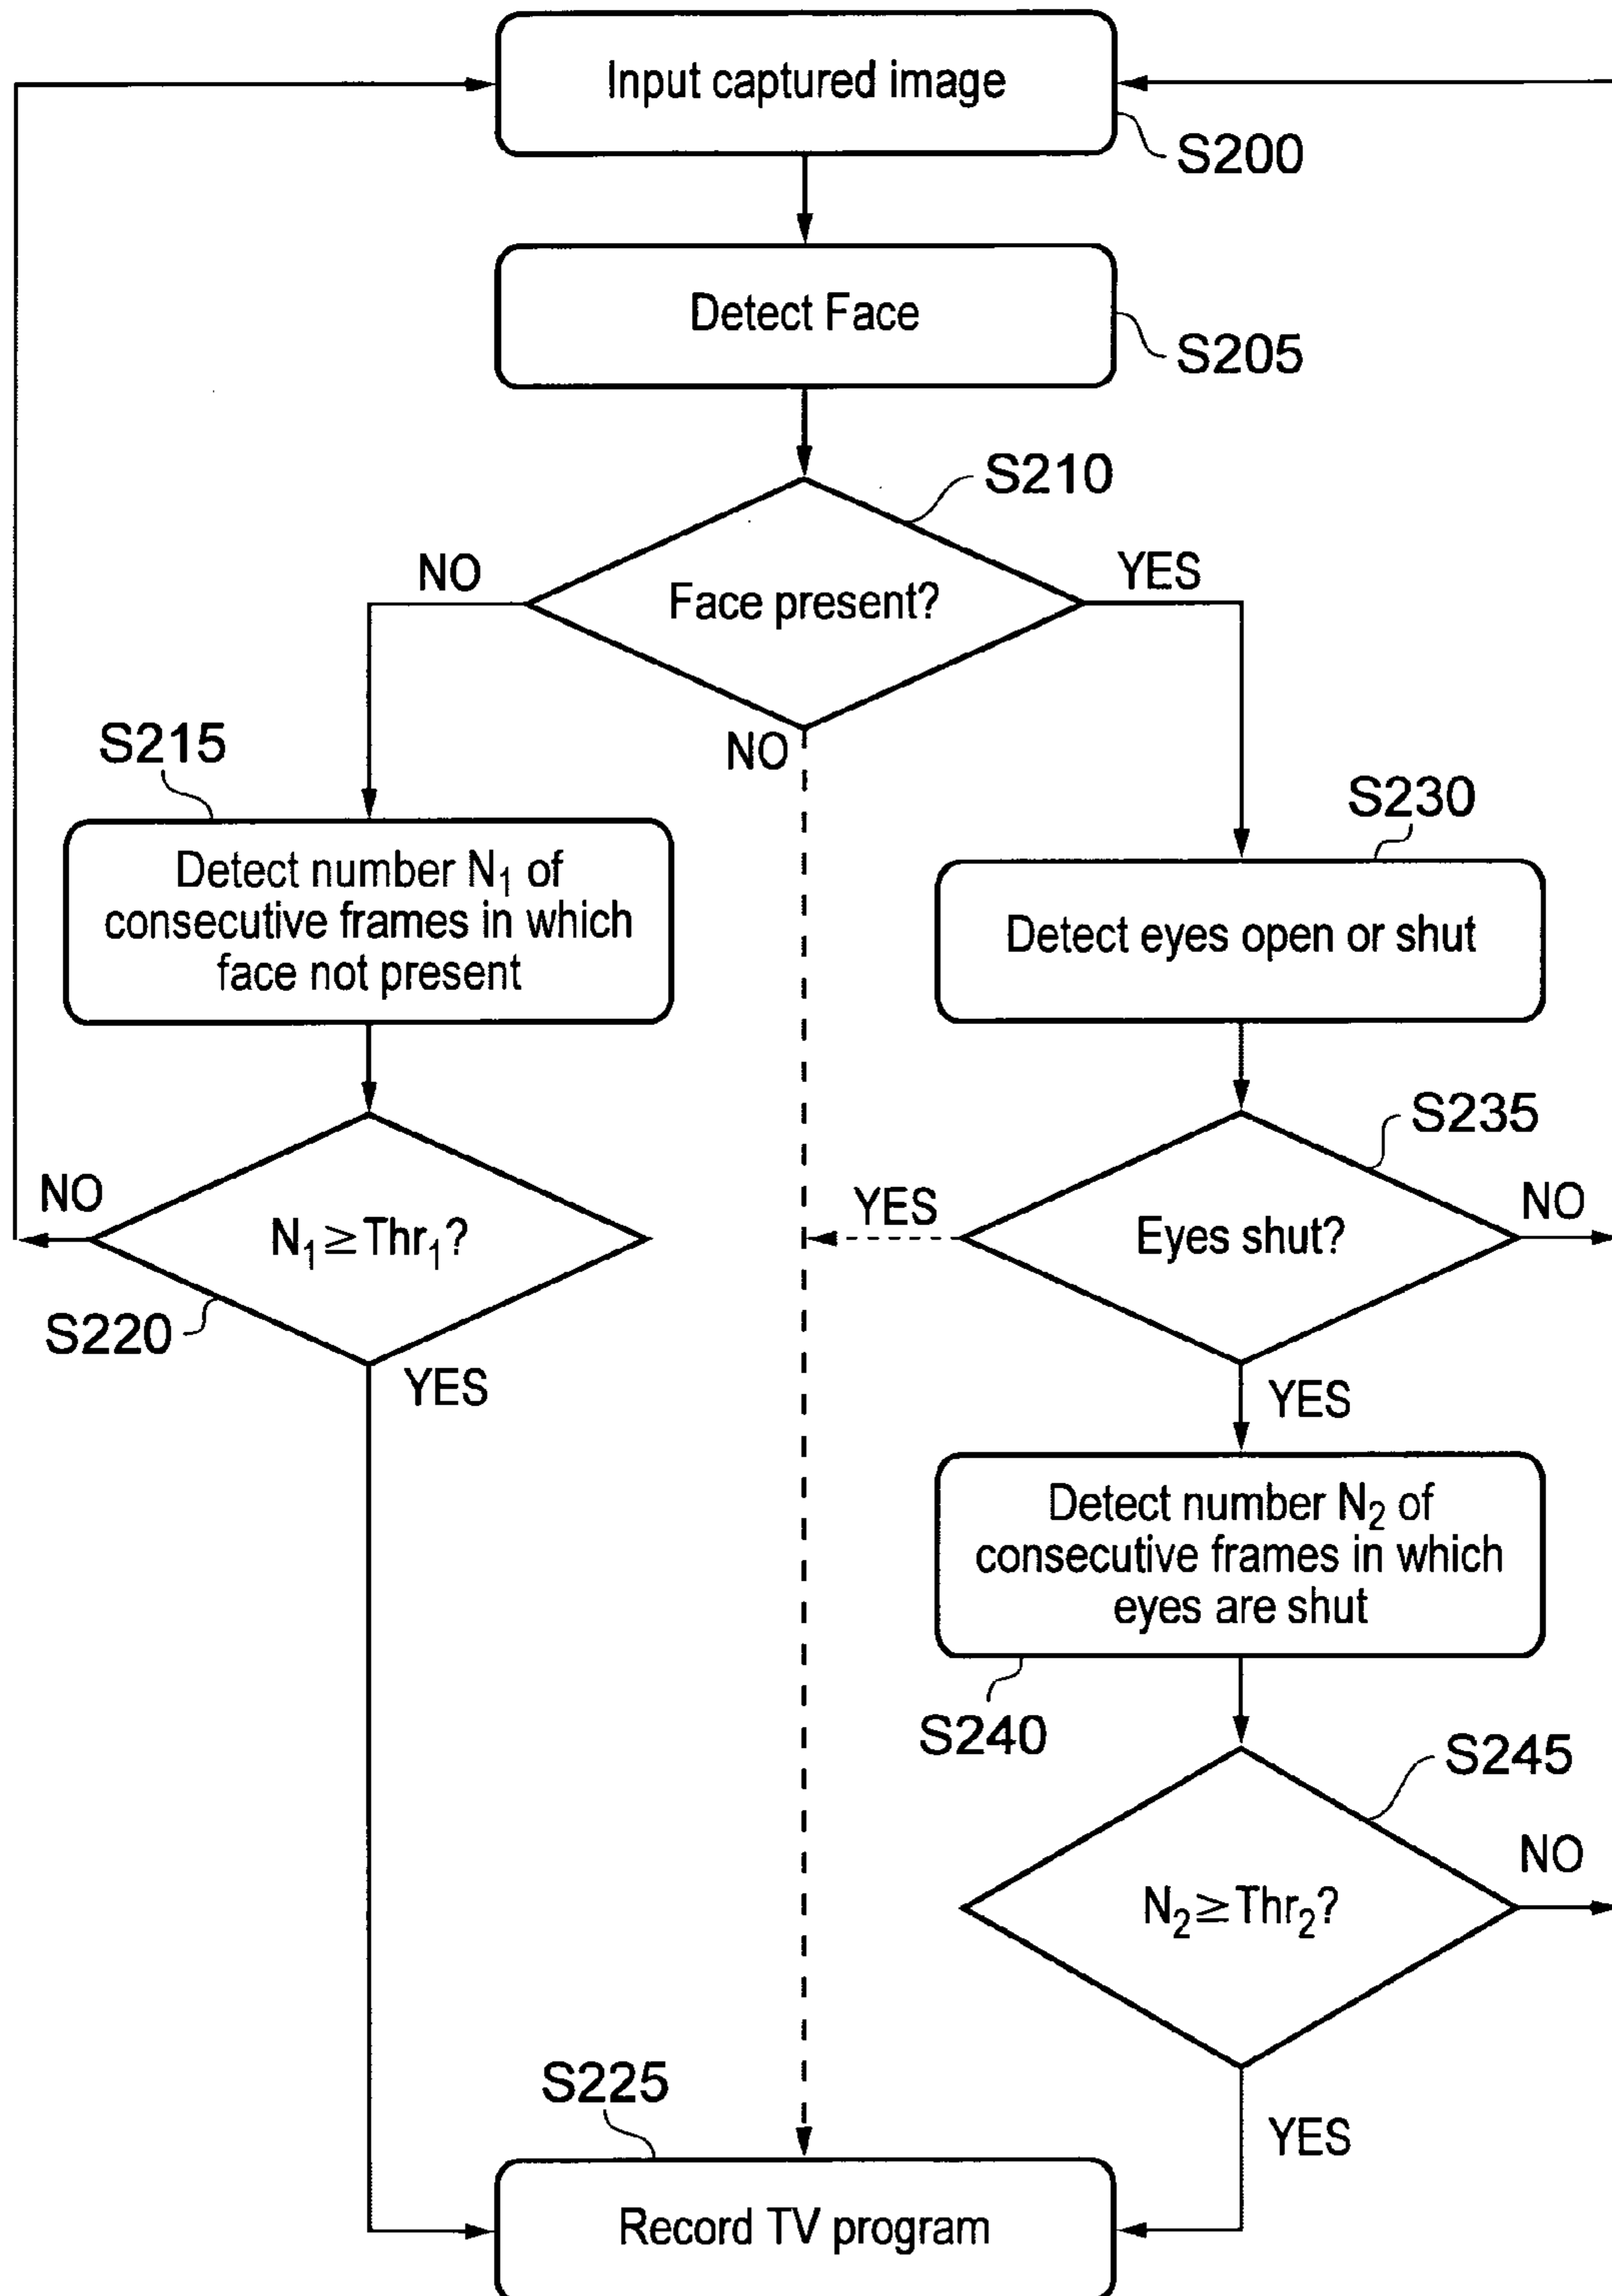 Input captured image
S200
Detect Face
S205
S210
NO
YES
Face present?
NO
S215
S230
Detect number N₁ of
consecutive frames in which
face not present
Detect eyes open or shut
S235
NO
N₁≧Thr₁?
YES
Eyes shut?
NO
S220
YES
YES
Detect number N₂ of
consecutive frames in which
eyes are shut
S240
S245
NO
N₂≧Thr₂?
S225
YES
Record TV program